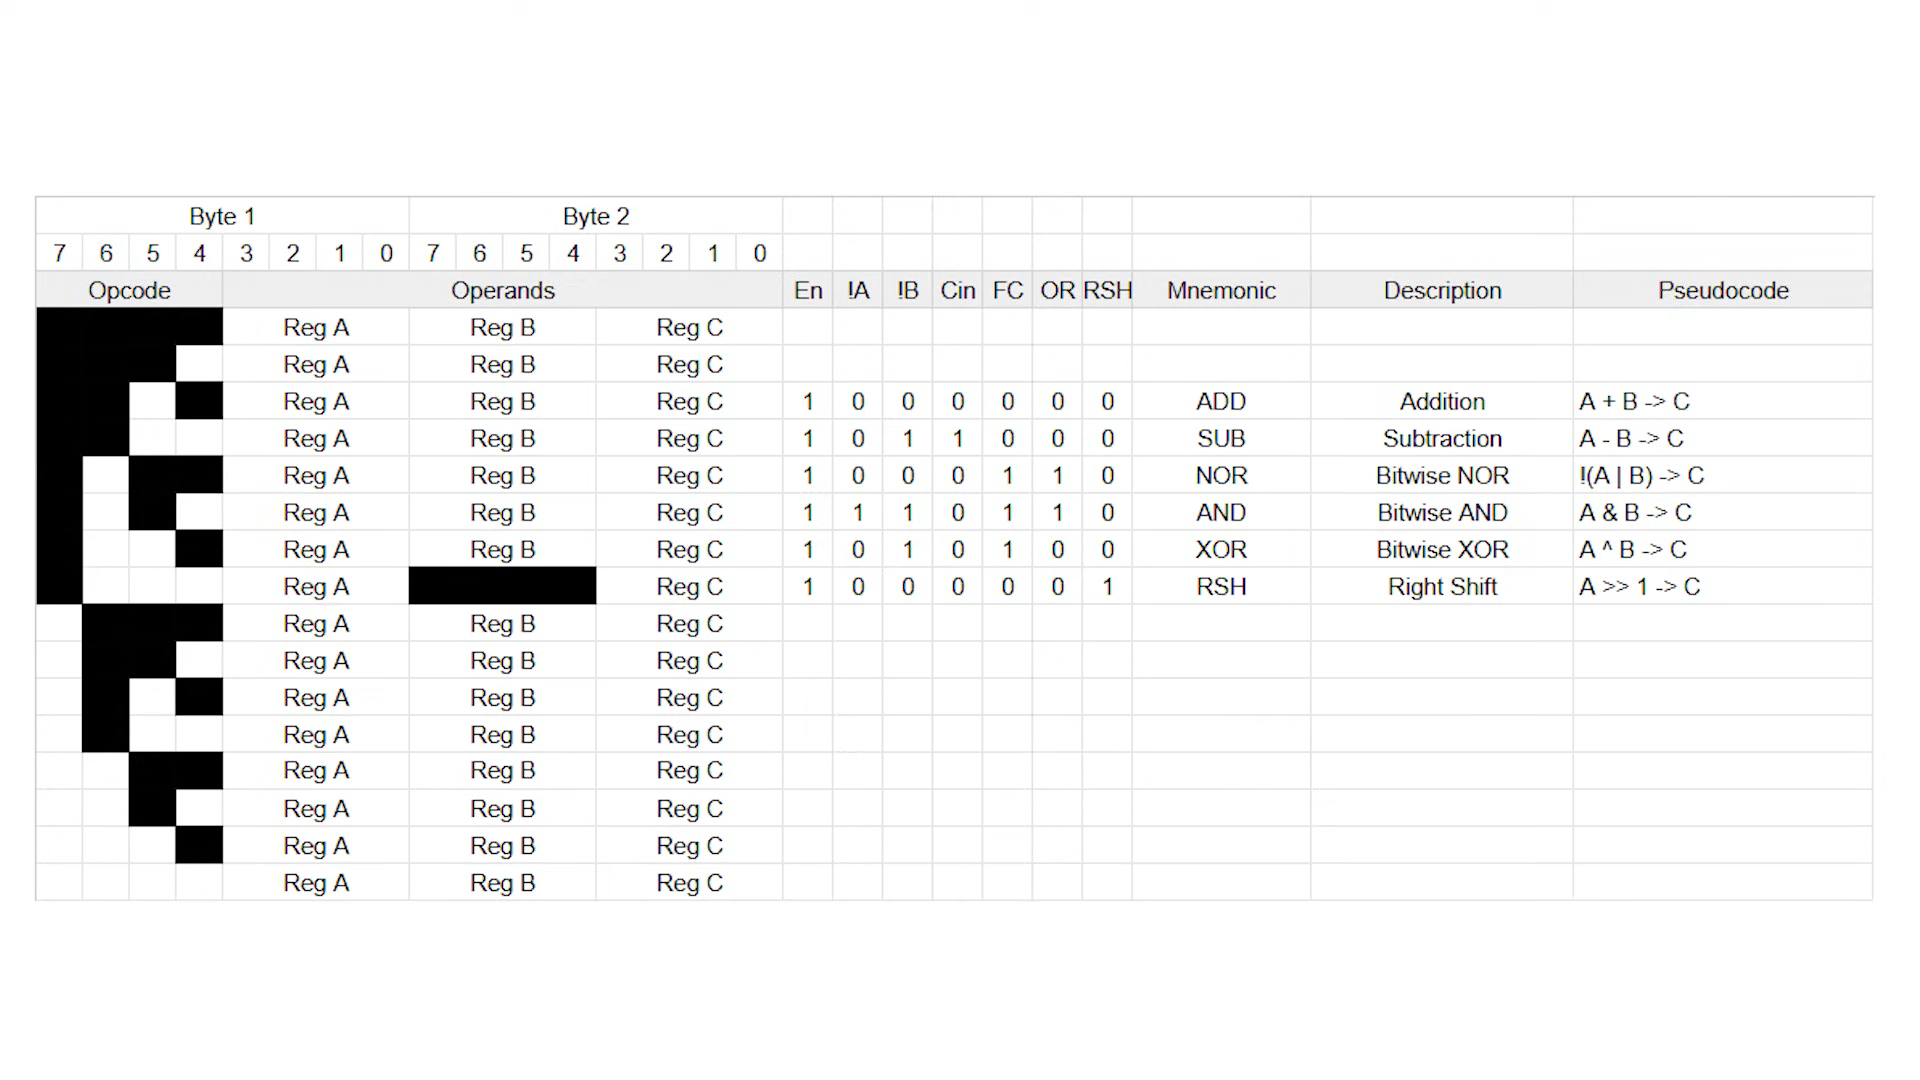 Byte 1 Byte 2
7 6 5 4 3 2 1 0 7 6 5 4 3 2 1 0
Opcode Operands En !A !B Cin FC OR RSH Mnemonic Description Pseudocode
Reg A Reg B Reg C
Reg A Reg B Reg C
Reg A Reg B Reg C 1 0 0 0 0 0 0 ADD Addition A + B -> C
Reg A Reg B Reg C 1 0 1 1 0 0 0 SUB Subtraction A - B -> C
Reg A Reg B Reg C 1 0 0 0 1 1 0 NOR Bitwise NOR !(A | B) -> C
Reg A Reg B Reg C 1 1 1 0 1 1 0 AND Bitwise AND A & B -> C
Reg A Reg B Reg C 1 0 1 0 1 0 0 XOR Bitwise XOR A ^ B -> C
Reg A Reg C 1 0 0 0 0 0 1 RSH Right Shift A >> 1 -> C
Reg A Reg B Reg C
Reg A Reg B Reg C
Reg A Reg B Reg C
Reg A Reg B Reg C
Reg A Reg B Reg C
Reg A Reg B Reg C
Reg A Reg B Reg C
Reg A Reg B Reg C